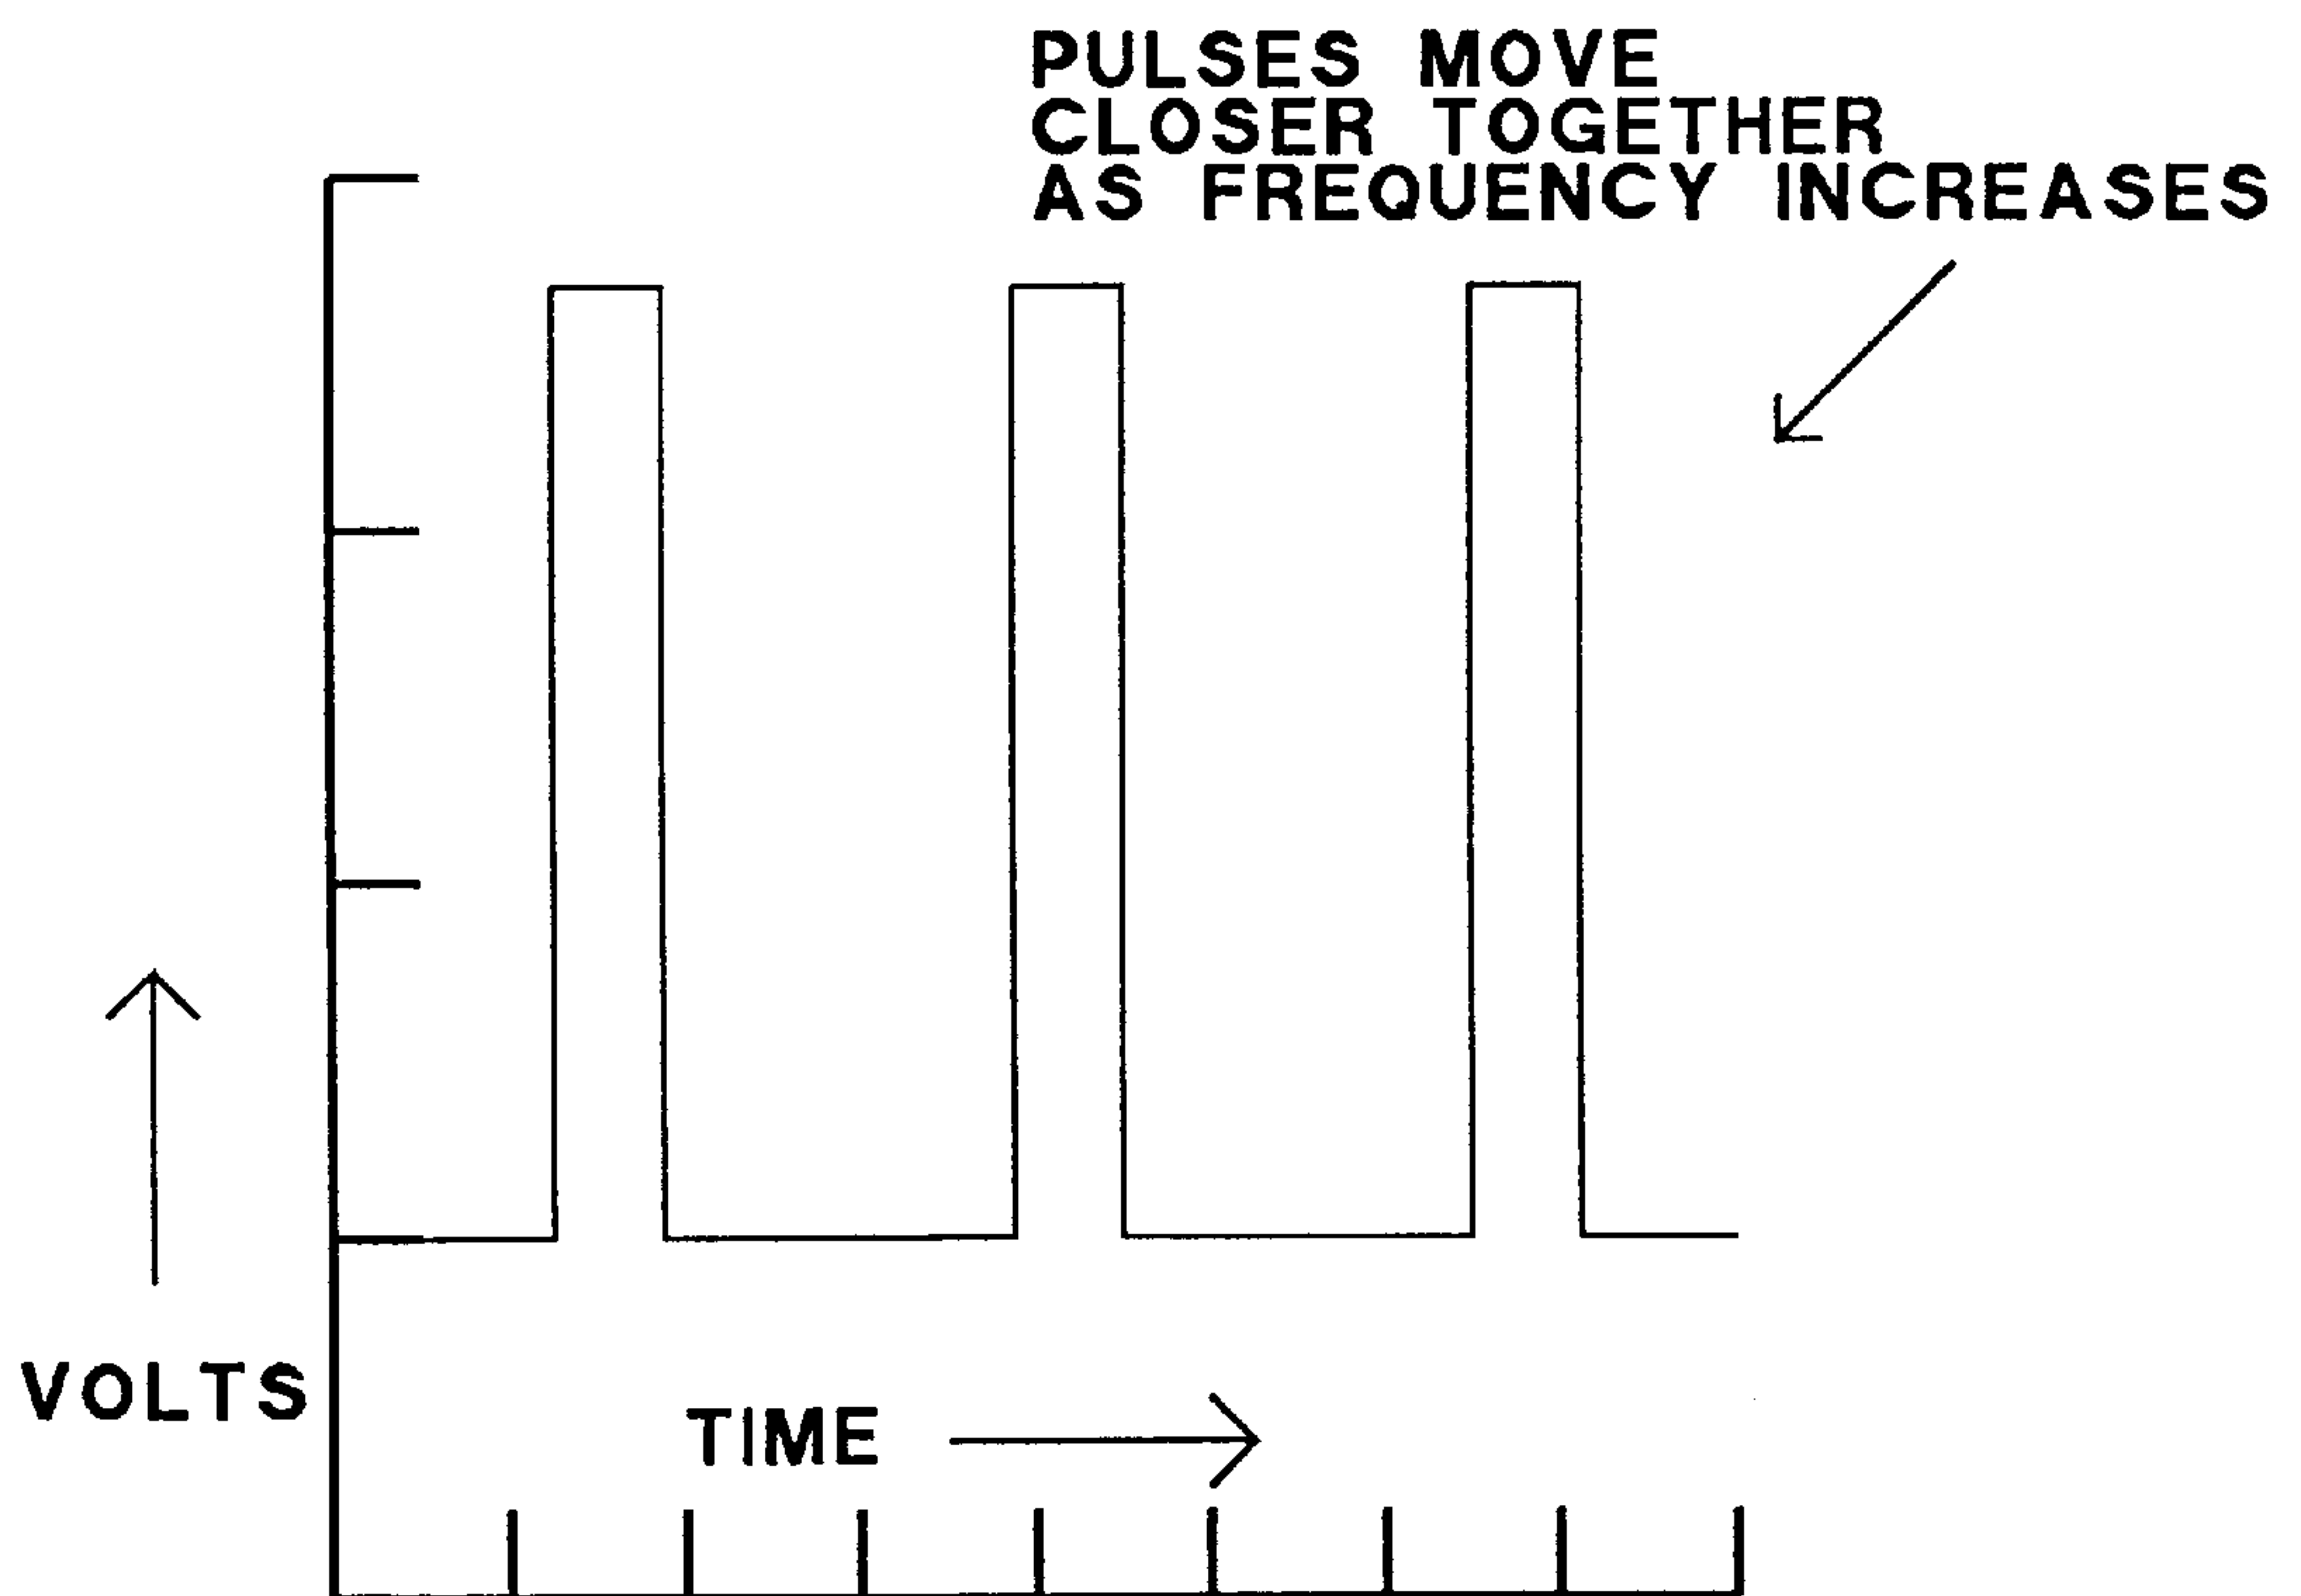 PULSES MOVE
CLOSER TOGETHER
AS FREQUENCY INCREASES
VOLTS
TIME